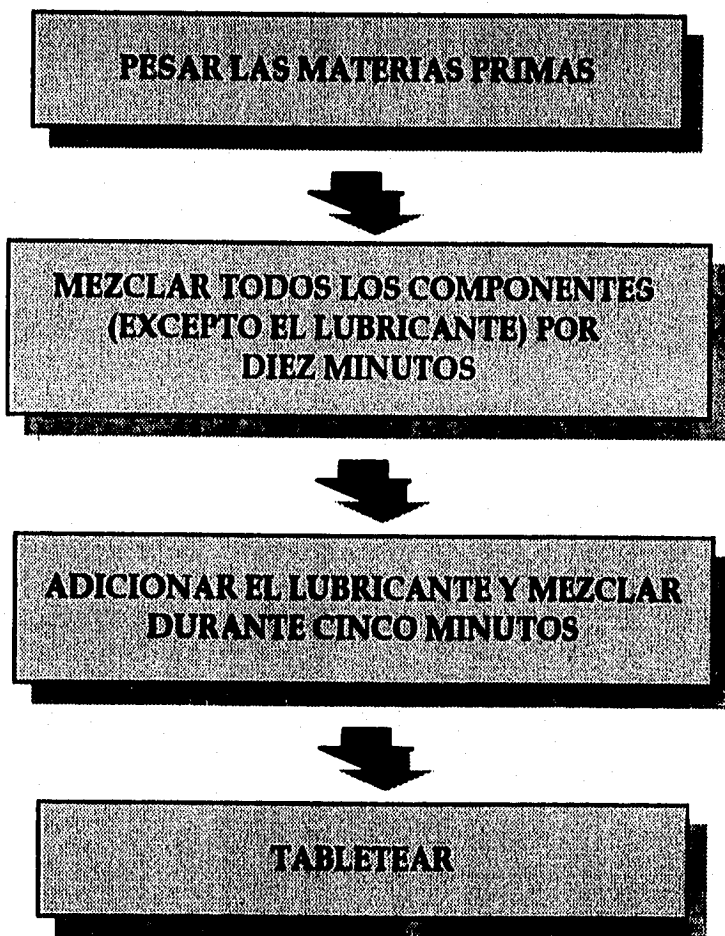 PESAR LAS MATERIAS PRIMAS
MEZCLAR TODOS LOS COMPONENTES
(EXCEPTO EL LUBRICANTE) POR
DIEZ MINUTOS
ADICIONAR EL LUBRICANTE Y MEZCLAR
DURANTE CINCO MINUTOS
TABLETEAR